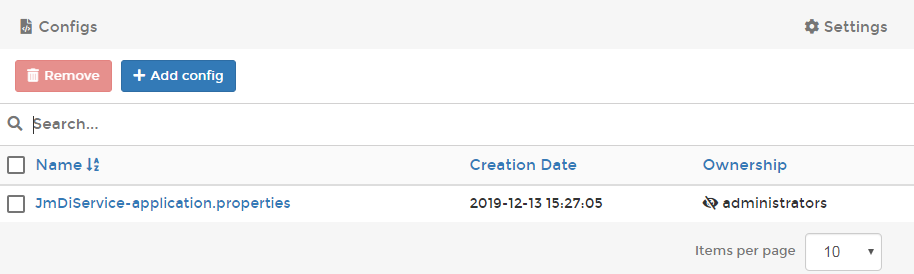 Configs
Settings
Remove
Add config
Search...
Name
Creation Date
Ownership
JmDiService-application.properties
2019-12-13 15:27:05
administrators
Items per page
10